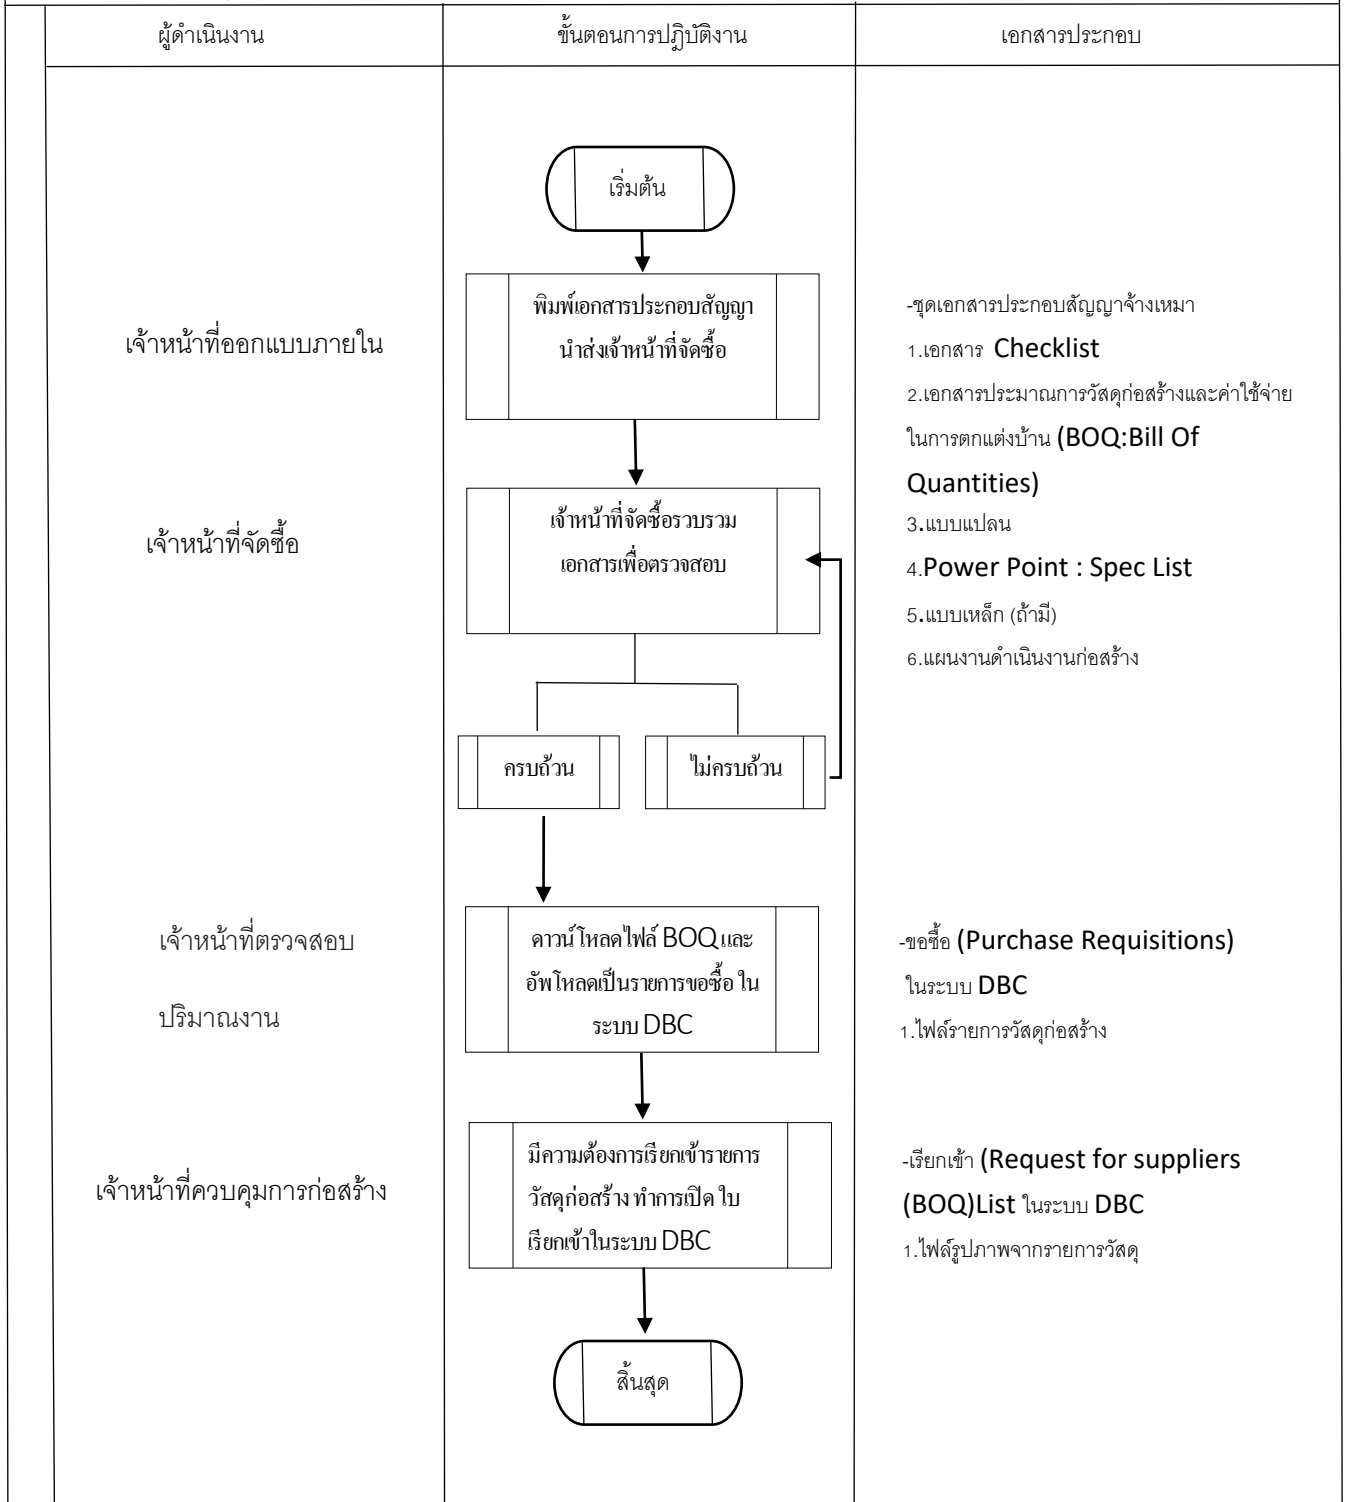 ผู้ดำเนินงาน
ขั้นตอนการปฏิบัติงาน
เอกสารประกอบ
เริ่มต้น
เจ้าหน้าที่ออกแบบภายใน
พิมพ์เอกสารประกอบสัญญา
นำส่งเจ้าหน้าที่จัดซื้อ
-ชุดเอกสารประกอบสัญญาจ้างเหมา
1.เอกสาร Checklist
2.เอกสารประมาณการวัสดุก่อสร้างและค่าใช้จ่าย
ในการตกแต่งบ้าน (BOQ:Bill Of
Quantities)
3.แบบแปลน
4.Power Point : Spec List
5.แบบเหล็ก (ถ้ามี)
6.แผนงานดำเนินงานก่อสร้าง
เจ้าหน้าที่จัดซื้อ
เจ้าหน้าที่จัดซื้อรวบรวม
เอกสารเพื่อตรวจสอบ
ครบถ้วน
ไม่ครบถ้วน
เจ้าหน้าที่ตรวจสอบ
ปริมาณงาน
ดาวน์โหลดไฟล์ BOQ และ
อัพโหลดเป็นรายการขอซื้อ ใน
ระบบ DBC
-ขอซื้อ (Purchase Requisitions)
ในระบบ DBC
1.ไฟล์รายการวัสดุก่อสร้าง
เจ้าหน้าที่ควบคุมการก่อสร้าง
มีความต้องการเรียกเข้ารายการ
วัสดุก่อสร้าง ทำการเปิด ใบ
เรียกเข้าในระบบ DBC
-เรียกเข้า (Request for suppliers
(BOQ)List ในระบบ DBC
1.ไฟล์รูปภาพจากรายการวัสดุ
สิ้นสุด